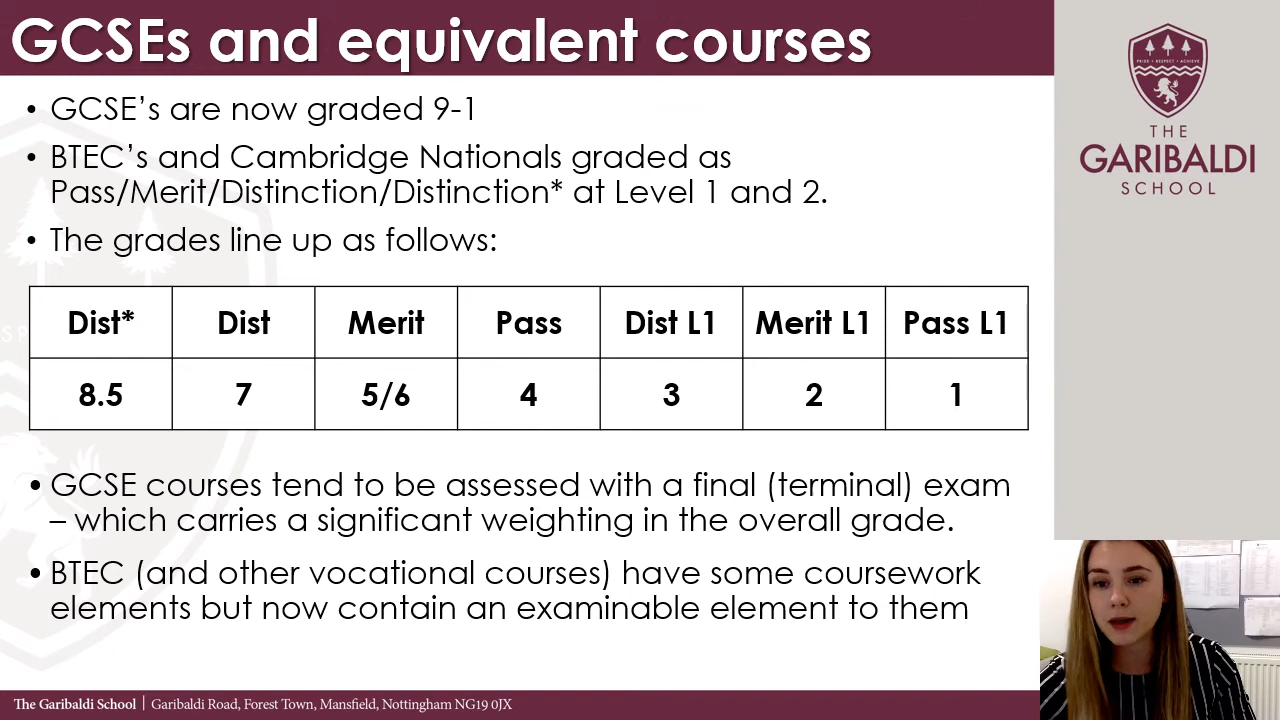 GCSEs and equivalent courses
• GCSE’s are now graded 9-1
• BTEC’s and Cambridge Nationals graded as
Pass/Merit/Distinction/Distinction* at Level 1 and 2.
• The grades line up as follows:
Dist* Dist Merit Pass Dist L1 Merit L1 Pass L1
8.5 7 5/6 4 3 2 1
• GCSE courses tend to be assessed with a final (terminal) exam
– which carries a significant weighting in the overall grade.
• BTEC (and other vocational courses) have some coursework
elements but now contain an examinable element to them
The Garibaldi School | Garibaldi Road, Forest Town, Mansfield, Nottingham NG19 0JX
PRIDE • RESPECT • ACHIEVE
THE
GARIBALDI
SCHOOL